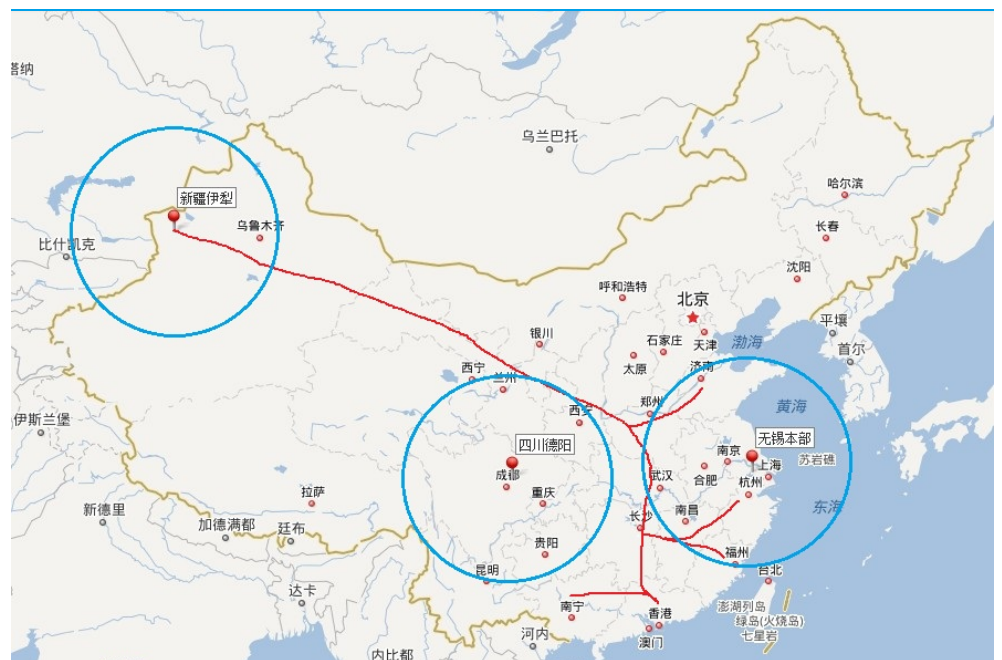 塔纳
乌兰巴托
哈尔滨
新疆伊犁
乌鲁木齐
长春
比什凯克
沈阳
呼和浩特
北京
平壤
天津
渤海
银川
石家庄
首尔
太原
济南
西宁
兰州
郑州
黄海
西安
伊斯兰堡
四川德阳
无锡本部
南京
上海
苏岩礁
成都
武汉
合肥
杭州
重庆
拉萨
新德里
东海
南昌
长沙
加德满都
廷布
贵阳
福州
昆明
台北
达卡
南宁
香港
澎湖列岛
绿岛(火烧岛)
七星岩
河内
澳门
内比都